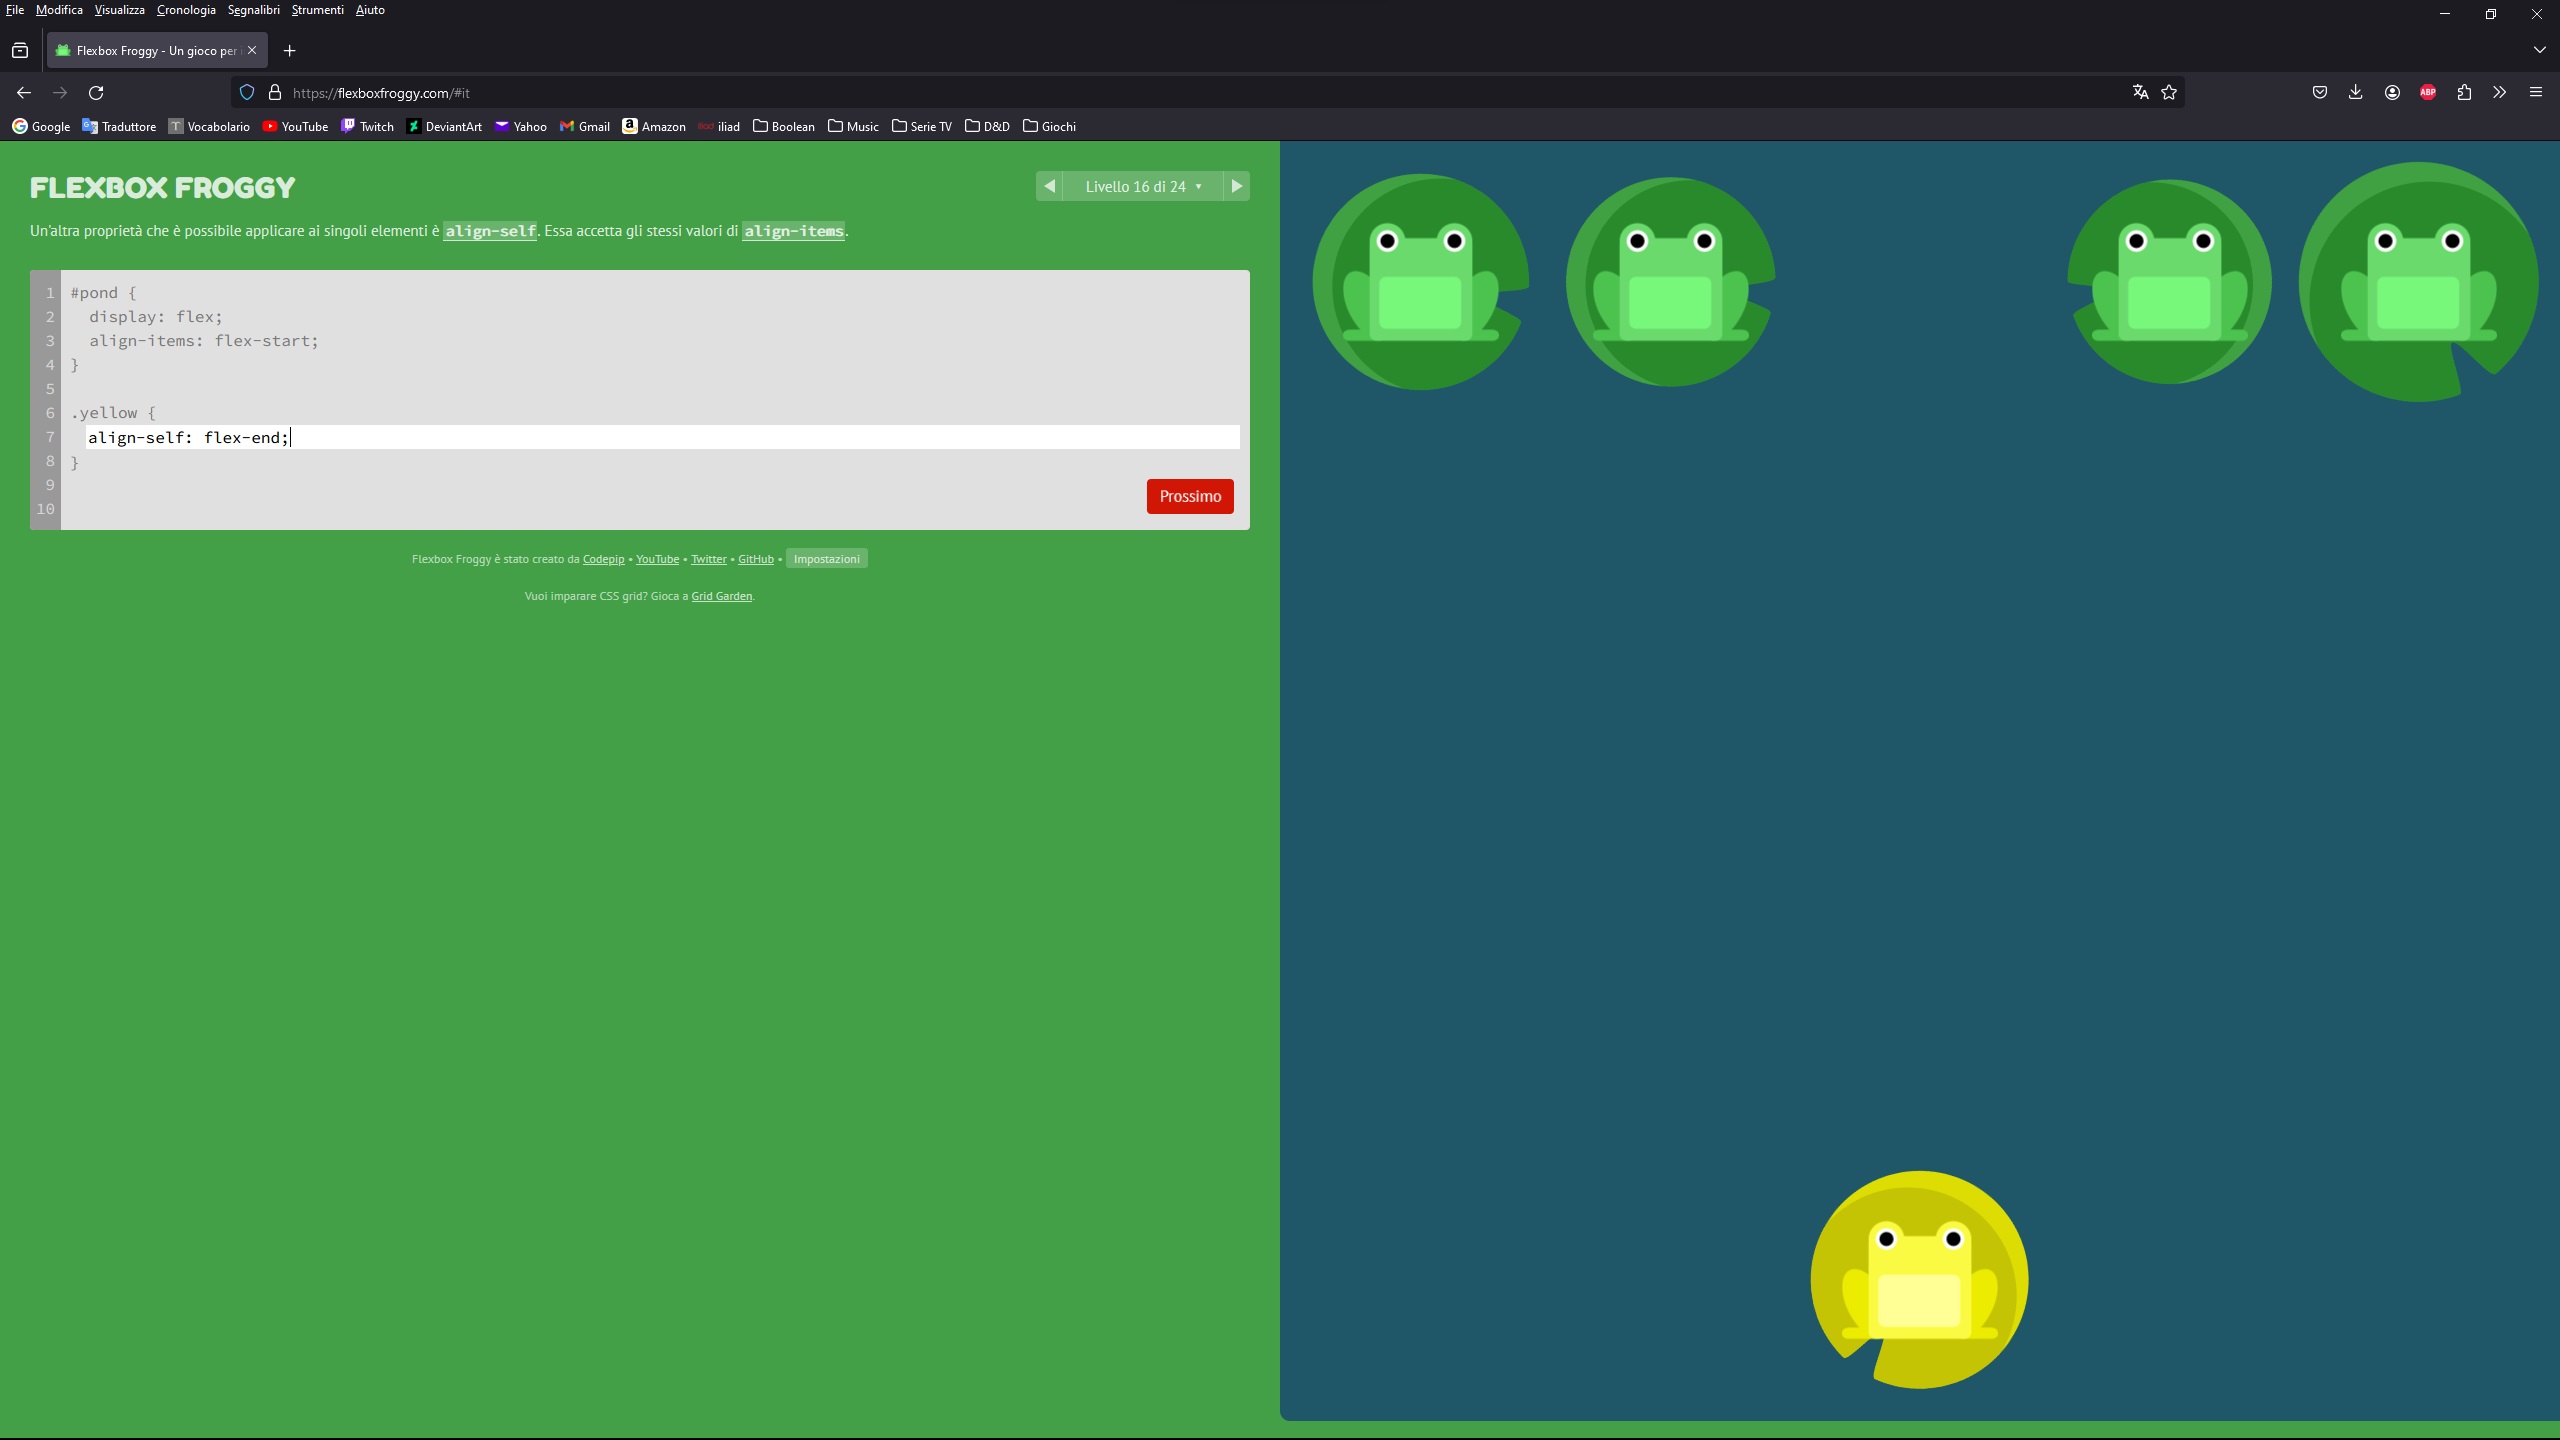 File Modifica Visualizza Cronologia Segnalibri Strumenti Aiuto
Flexbox Froggy - Un gioco per i
https://flexboxfroggy.com/#it
Google Traduttore Vocabolario YouTube Twitch DeviantArt Yahoo Gmail Amazon iliad iliad Boolean Music Serie TV D&D Giochi
ABP
FLEXBOX FROGGY
Livello 16 di 24 ▾
Un'altra proprietà che è possibile applicare ai singoli elementi è align-self. Essa accetta gli stessi valori di align-items.
1 #pond {
2 display: flex;
3 align-items: flex-start;
4 }
5
6 .yellow {
7 align-self: flex-end;
8 }
9
10
Prossimo
Flexbox Froggy è stato creato da Codepip • YouTube • Twitter • GitHub • Impostazioni
Vuoi imparare CSS grid? Gioca a Grid Garden.